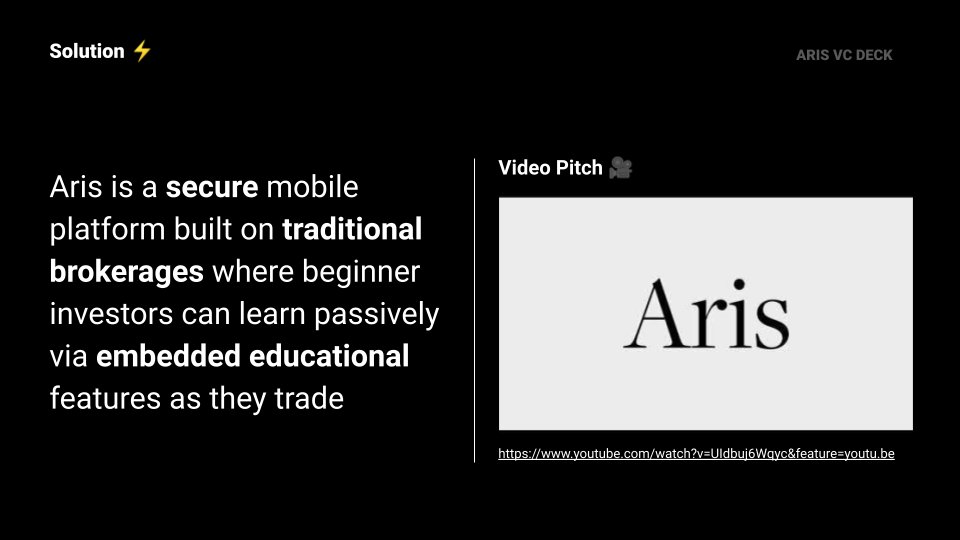 Solution ⚡
ARIS VC DECK
Aris is a secure mobile
platform built on traditional
brokerages where beginner
investors can learn passively
via embedded educational
features as they trade
Video Pitch 🎥
Aris
https://www.youtube.com/watch?v=UIdbuj6Wqyc&feature=youtu.be